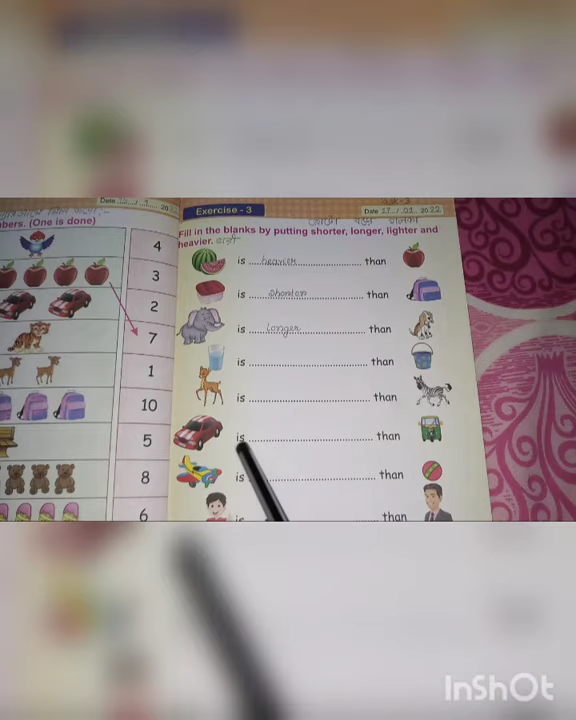 Exercise - 3
Date 17../.03.. 2022
mbers. (One is done)
Fill in the blanks by putting shorter, longer, lighter and
heavier.
is ....heavier........ than
is ....shorter........ than
is ....longer........ than
is ........................ than
is ........................ than
is ........................ than
is ........................ than
is ........................ than
4
3
2
7
1
10
5
8
6
InShOt